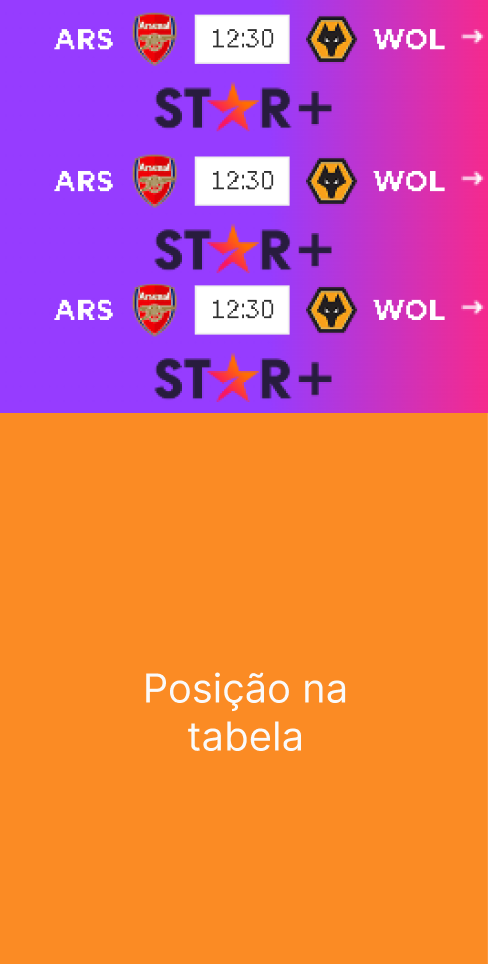 ARS Arsenal 12:30 WOL →
ST★R+
ARS Arsenal 12:30 WOL →
ST★R+
ARS Arsenal 12:30 WOL →
ST★R+
Posição na
tabela